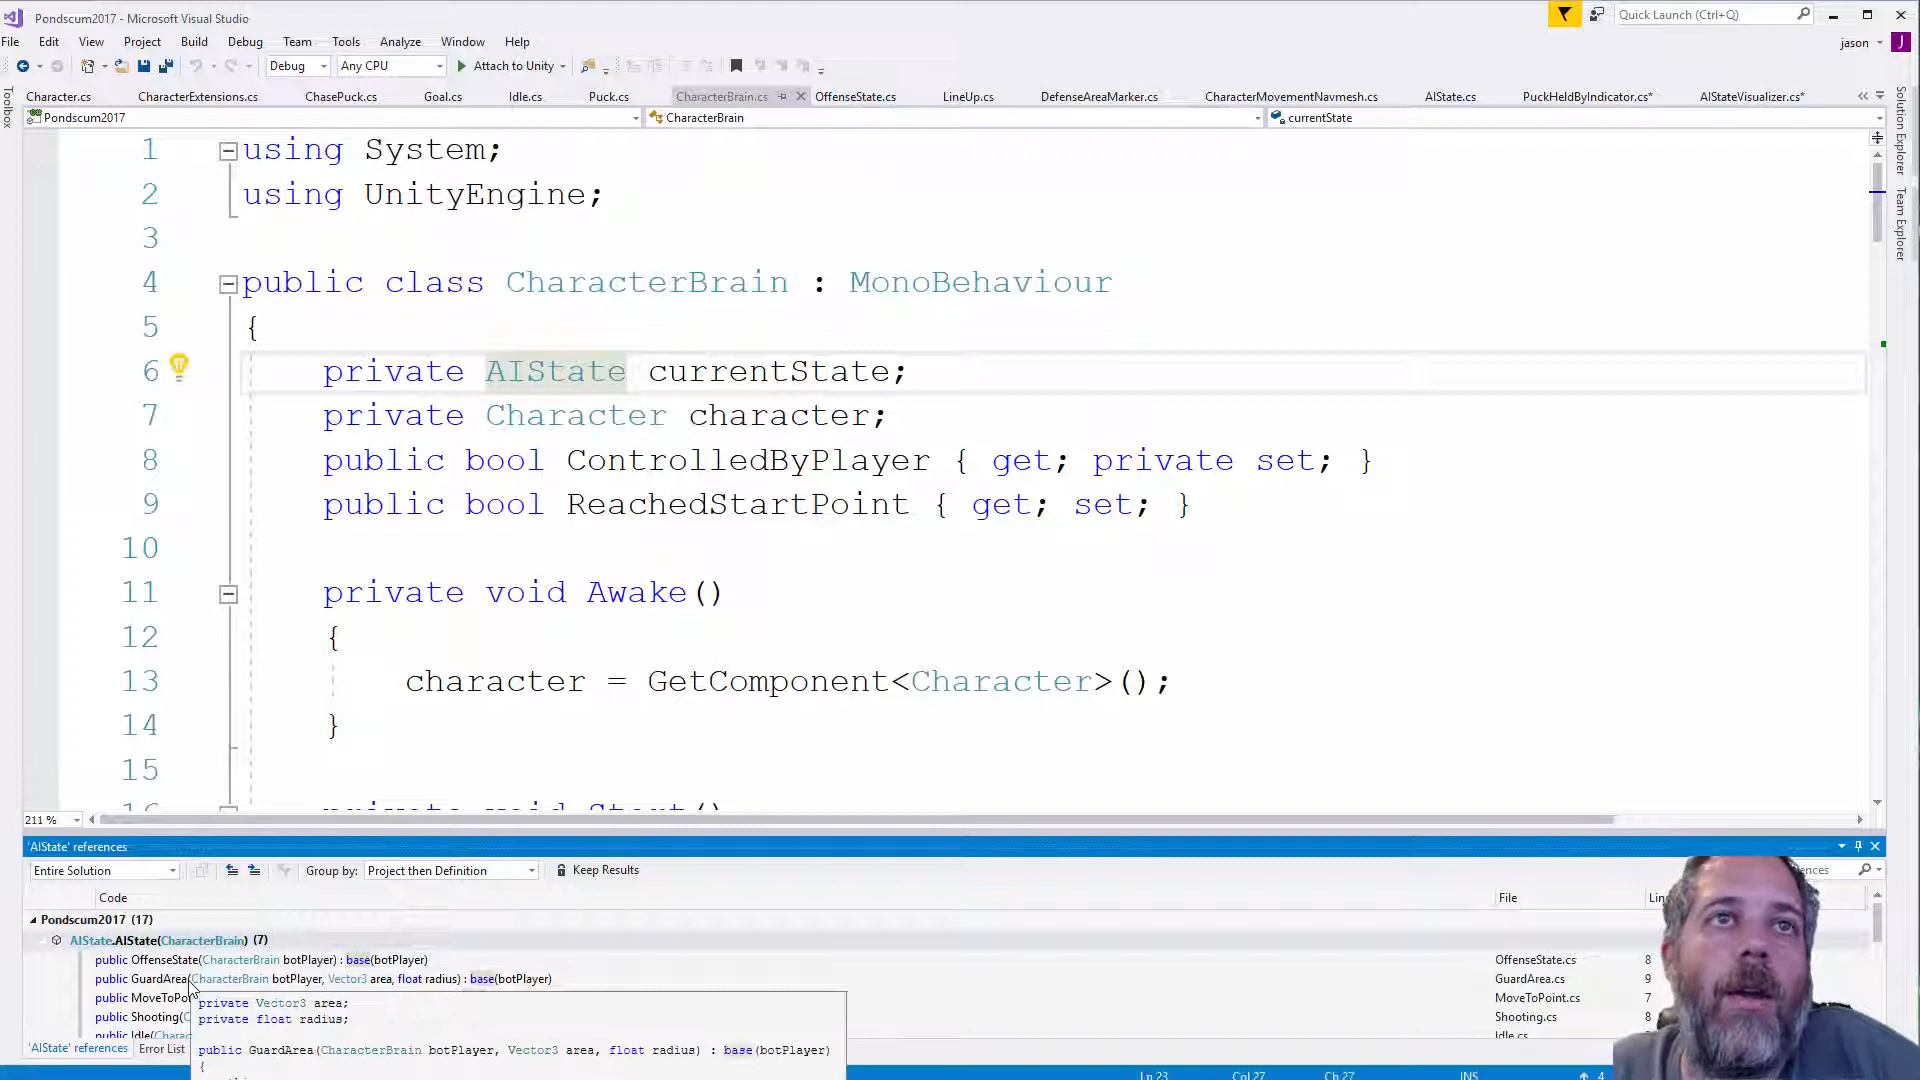 Pondscum2017 - Microsoft Visual Studio
Quick Launch (Ctrl+Q)
File Edit View Project Build Debug Team Tools Analyze Window Help
jason J
Debug Any CPU Attach to Unity
Character.cs CharacterExtensions.cs ChasePuck.cs Goal.cs Idle.cs Puck.cs CharacterBrain.cs OffenseState.cs LineUp.cs DefenseAreaMarker.cs CharacterMovementNavmesh.cs AIState.cs PuckHeldByIndicator.cs* AIStateVisualizer.cs*
Toolbox
Solution Explorer
Team Explorer
Pondscum2017 CharacterBrain currentState
1 using System;
2 using UnityEngine;
3
4 public class CharacterBrain : MonoBehaviour
5 {
6 private AIState currentState;
7 private Character character;
8 public bool ControlledByPlayer { get; private set; }
9 public bool ReachedStartPoint { get; set; }
10
11 private void Awake()
12 {
13 character = GetComponent<Character>();
14 }
15
16 private void Start()
211 %
'AIState' references
Entire Solution Group by: Project then Definition Keep Results
Code File
Pondscum2017 (17)
AIState.AIState(CharacterBrain) (7)
public OffenseState(CharacterBrain botPlayer) : base(botPlayer) OffenseState.cs 8
public GuardArea(CharacterBrain botPlayer, Vector3 area, float radius) : base(botPlayer) GuardArea.cs 9
public MoveToPo MoveToPoint.cs 7
public Shooting( Shooting.cs 8
public Idle(Charac Idle.cs
private Vector3 area;
private float radius;
public GuardArea(CharacterBrain botPlayer, Vector3 area, float radius) : base(botPlayer)
{
'AIState' references Error List
Ln 23 Col 27 Ch 27 INS 4